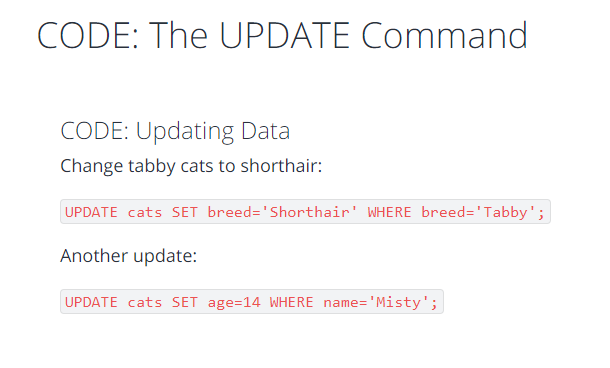 CODE: The UPDATE Command
CODE: Updating Data
Change tabby cats to shorthair:
UPDATE cats SET breed='Shorthair' WHERE breed='Tabby';
Another update:
UPDATE cats SET age=14 WHERE name='Misty';